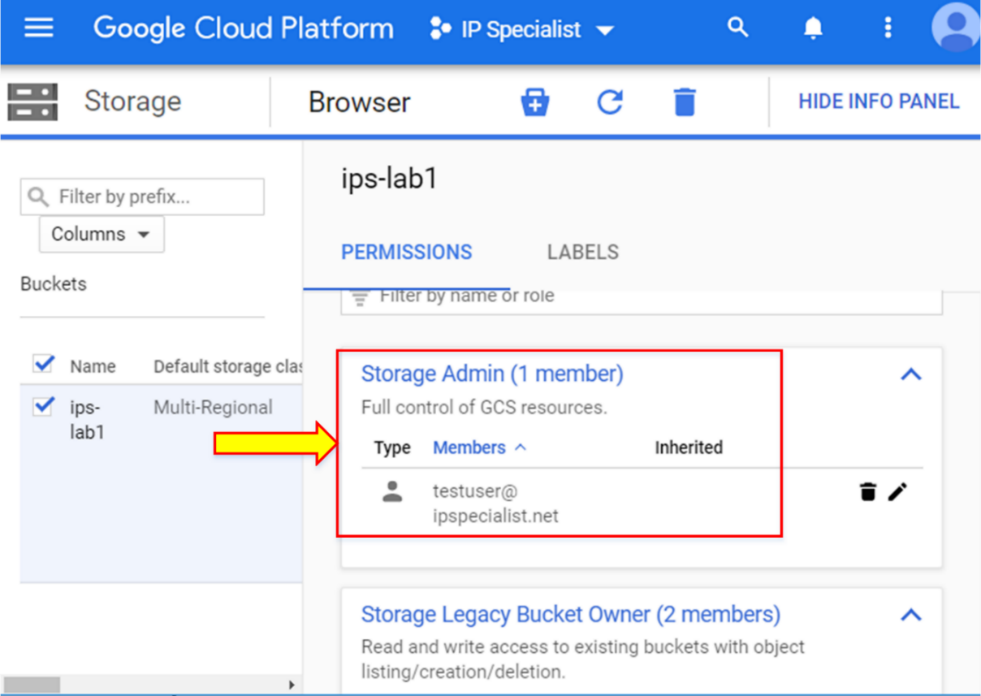 Google Cloud Platform IP Specialist
Storage Browser HIDE INFO PANEL
ips-lab1
Filter by prefix...
Columns
PERMISSIONS LABELS
Buckets
Filter by name or role
Name Default storage clas
Storage Admin (1 member)
Full control of GCS resources.
ips-
lab1
Multi-Regional
Type Members Inherited
testuser@
ipspecialist.net
Storage Legacy Bucket Owner (2 members)
Read and write access to existing buckets with object
listing/creation/deletion.